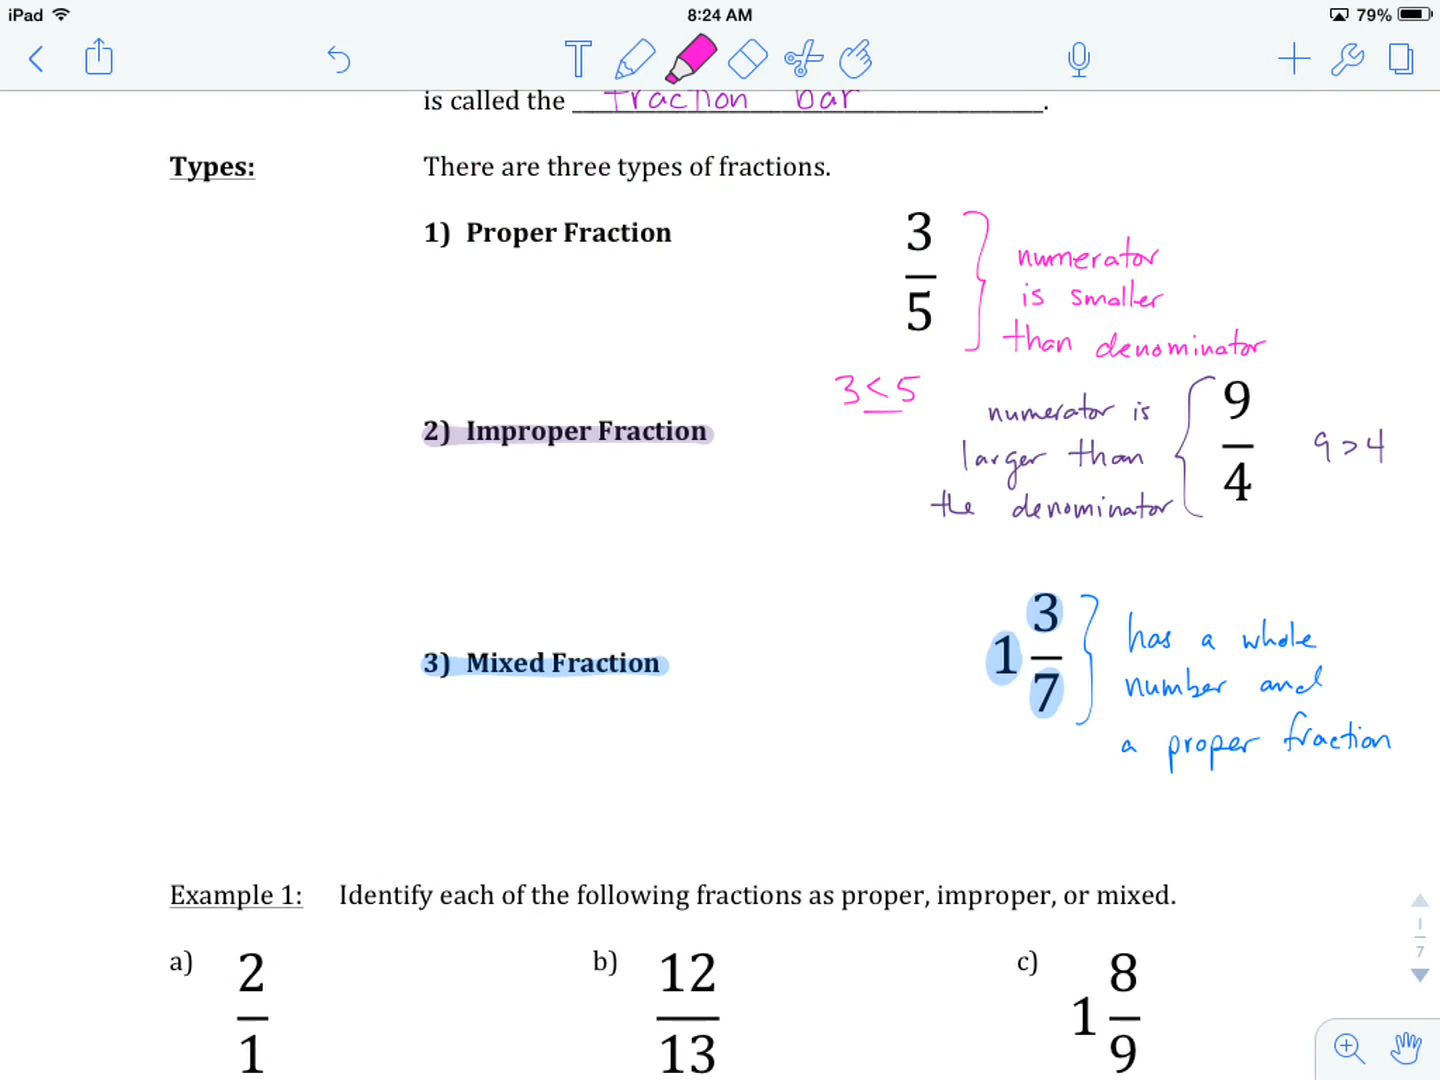 iPad 8:24 AM 79%
T
is called the fraction bar.
Types: There are three types of fractions.
1) Proper Fraction
3
5
numerator
is smaller
than denominator
3 < 5
2) Improper Fraction
numerator is
larger than
the denominator
9
4
9 > 4
3) Mixed Fraction
1 3
7
has a whole
number and
a proper fraction
Example 1: Identify each of the following fractions as proper, improper, or mixed.
a) 2
1
b) 12
13
c) 1 8
9
1
7